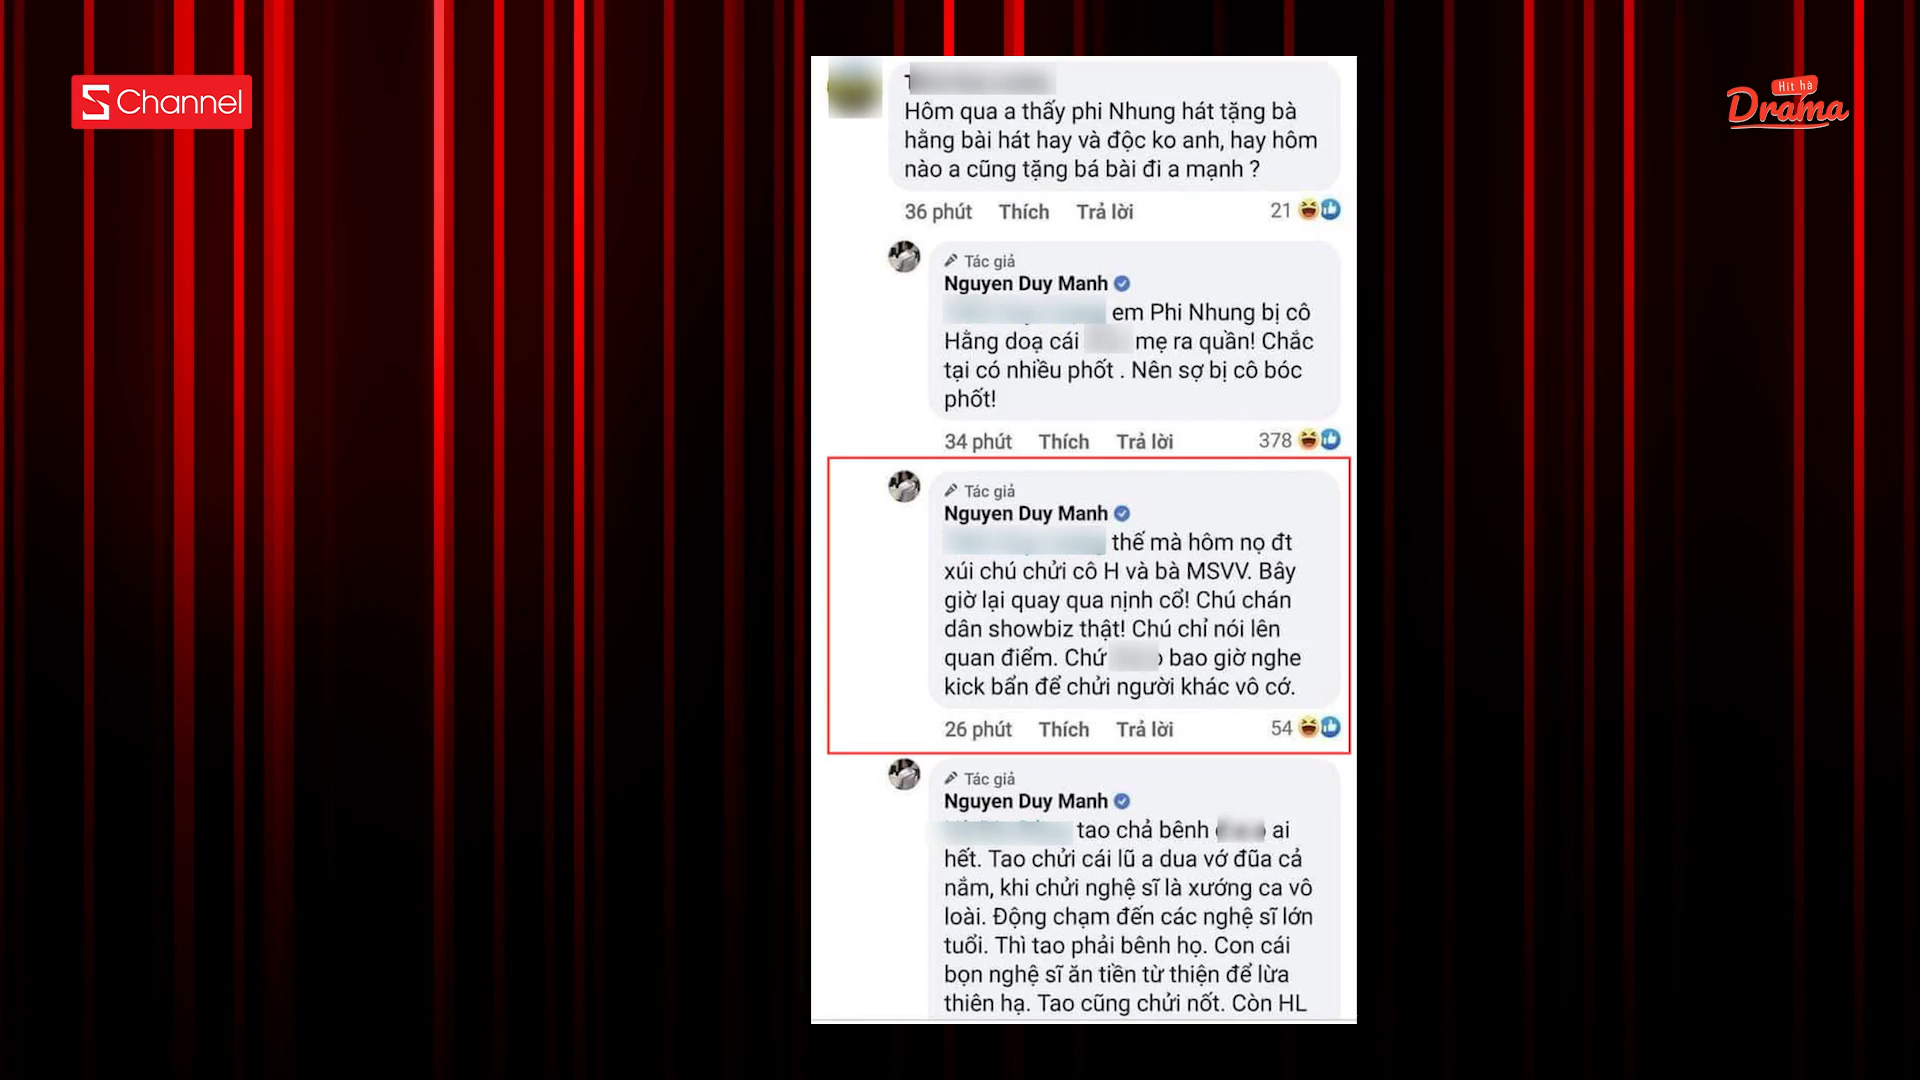 S Channel
Hít hà
Drama
Hôm qua a thấy phi Nhung hát tặng bà
hằng bài hát hay và độc ko anh, hay hôm
nào a cũng tặng bá bài đi a mạnh ?
36 phút Thích Trả lời 21
Tác giả
Nguyen Duy Manh
em Phi Nhung bị cô
Hằng doạ cái mẹ ra quần! Chắc
tại có nhiều phốt . Nên sợ bị cô bóc
phốt!
34 phút Thích Trả lời 378
Tác giả
Nguyen Duy Manh
thế mà hôm nọ đt
xúi chú chửi cô H và bà MSVV. Bây
giờ lại quay qua nịnh cổ! Chú chán
dân showbiz thật! Chú chỉ nói lên
quan điểm. Chứ bao giờ nghe
kick bẩn để chửi người khác vô cớ.
26 phút Thích Trả lời 54
Tác giả
Nguyen Duy Manh
tao chả bênh ai
hết. Tao chửi cái lũ a dua vớ đũa cả
nắm, khi chửi nghệ sĩ là xướng ca vô
loài. Động chạm đến các nghệ sĩ lớn
tuổi. Thì tao phải bênh họ. Con cái
bọn nghệ sĩ ăn tiền từ thiện để lừa
thiên hạ. Tao cũng chửi nốt. Còn HL